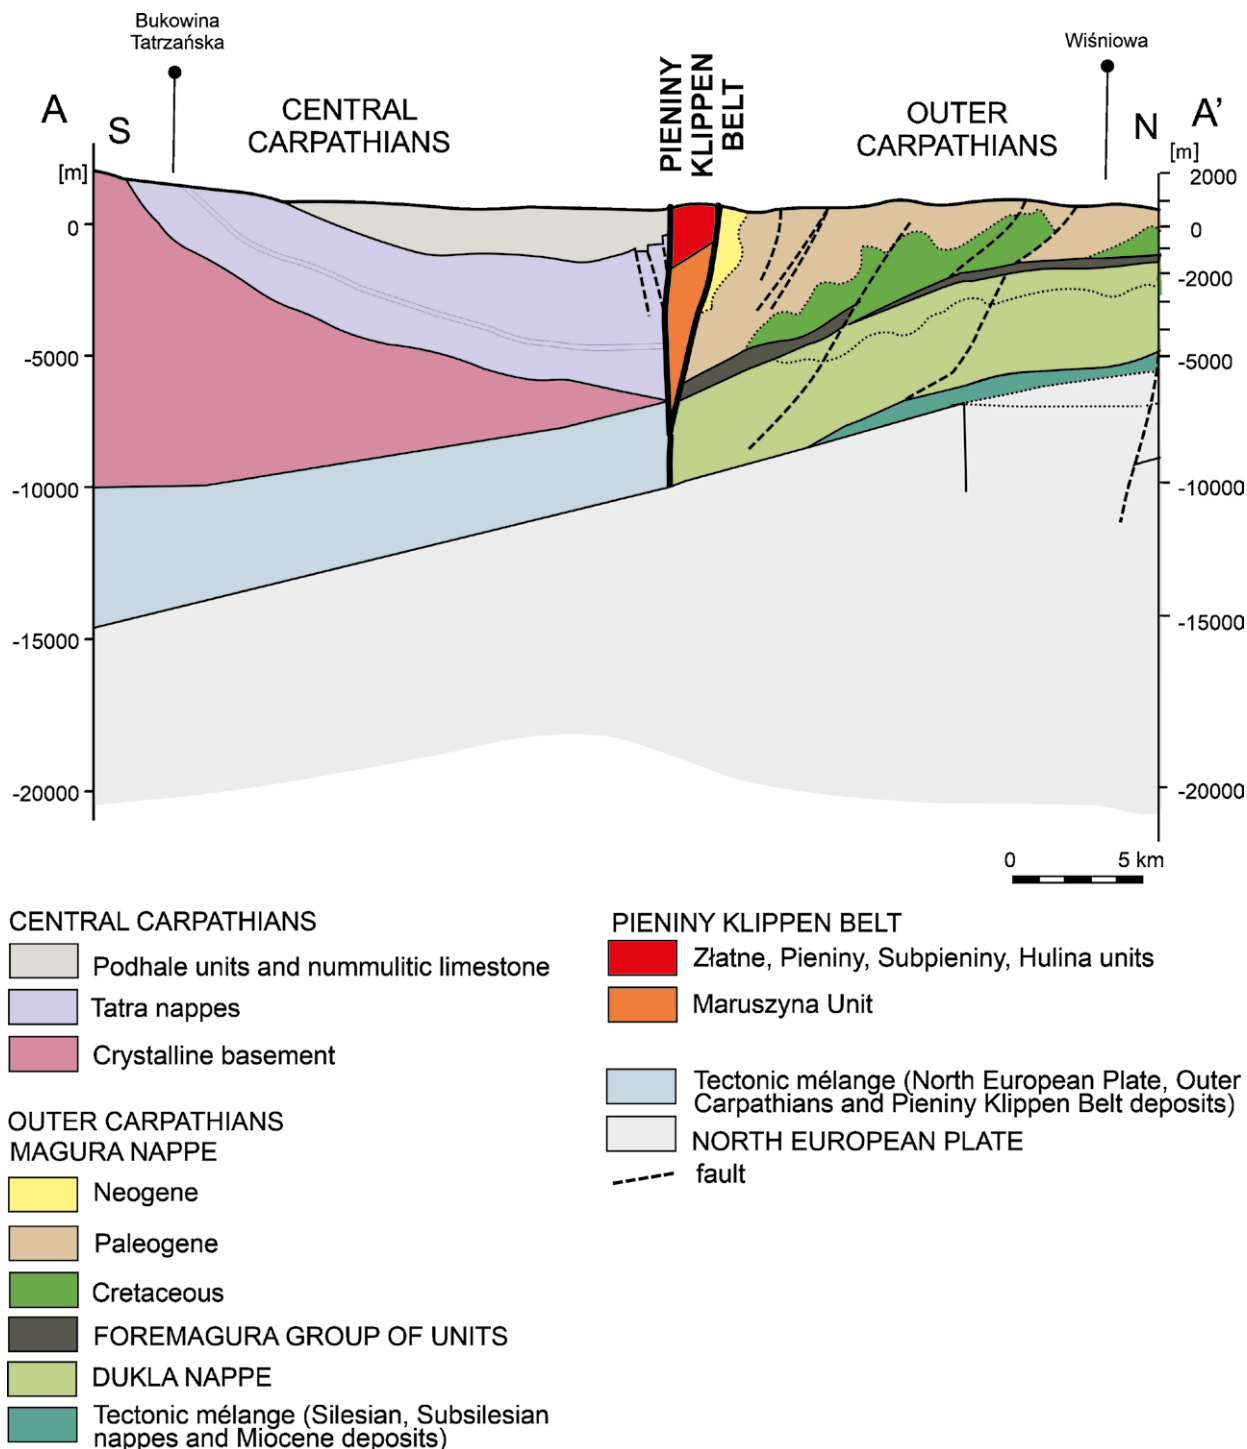 Bukowina
Tatrzańska
Wiśniowa
A
S
CENTRAL
CARPATHIANS
PIENINY
KLIPPEN
BELT
OUTER
CARPATHIANS
N
A'
[m]
[m]
2000
0
0
-2000
-5000
-5000
-10000
-10000
-15000
-15000
-20000
-20000
0
5 km
CENTRAL CARPATHIANS
Podhale units and nummulitic limestone
Tatra nappes
Crystalline basement
OUTER CARPATHIANS
MAGURA NAPPE
Neogene
Paleogene
Cretaceous
FOREMAGURA GROUP OF UNITS
DUKLA NAPPE
Tectonic mélange (Silesian, Subsilesian
nappes and Miocene deposits)
PIENINY KLIPPEN BELT
Złatne, Pieniny, Subpieniny, Hulina units
Maruszyna Unit
Tectonic mélange (North European Plate, Outer
Carpathians and Pieniny Klippen Belt deposits)
NORTH EUROPEAN PLATE
fault